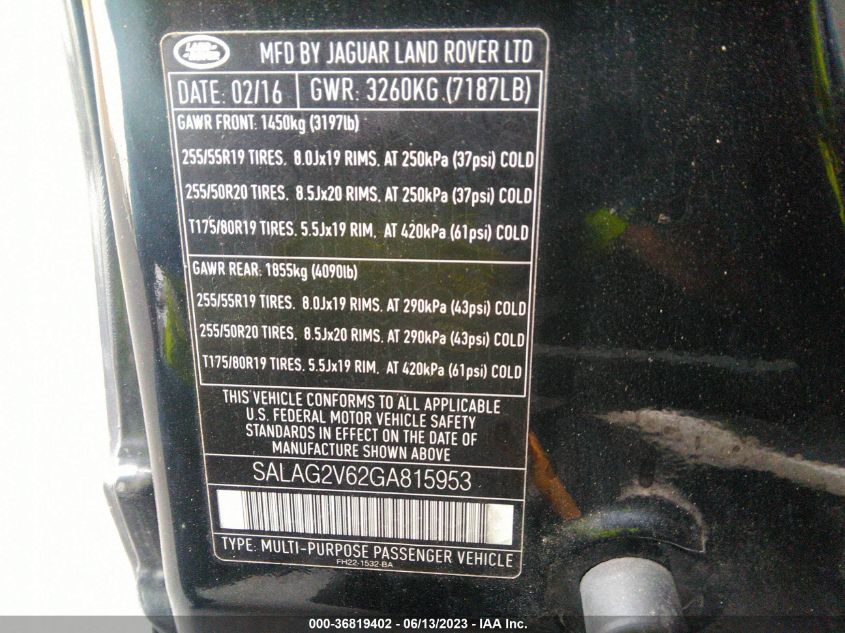 LAND ROVER
MFD BY JAGUAR LAND ROVER LTD
DATE: 02/16 GWR: 3260KG (7187LB)
GAWR FRONT: 1450kg (3197lb)
255/55R19 TIRES. 8.0Jx19 RIMS. AT 250kPa (37psi) COLD
255/50R20 TIRES. 8.5Jx20 RIMS. AT 250kPa (37psi) COLD
T175/80R19 TIRES. 5.5Jx19 RIM. AT 420kPa (61psi) COLD
GAWR REAR: 1855kg (4090lb)
255/55R19 TIRES. 8.0Jx19 RIMS. AT 290kPa (43psi) COLD
255/50R20 TIRES. 8.5Jx20 RIMS. AT 290kPa (43psi) COLD
T175/80R19 TIRES. 5.5Jx19 RIM. AT 420kPa (61psi) COLD
THIS VEHICLE CONFORMS TO ALL APPLICABLE
U.S. FEDERAL MOTOR VEHICLE SAFETY
STANDARDS IN EFFECT ON THE DATE OF
MANUFACTURE SHOWN ABOVE
SALAG2V62GA815953
TYPE: MULTI-PURPOSE PASSENGER VEHICLE
FH22-1532-BA
000-36819402 - 06/13/2023 - IAA Inc.